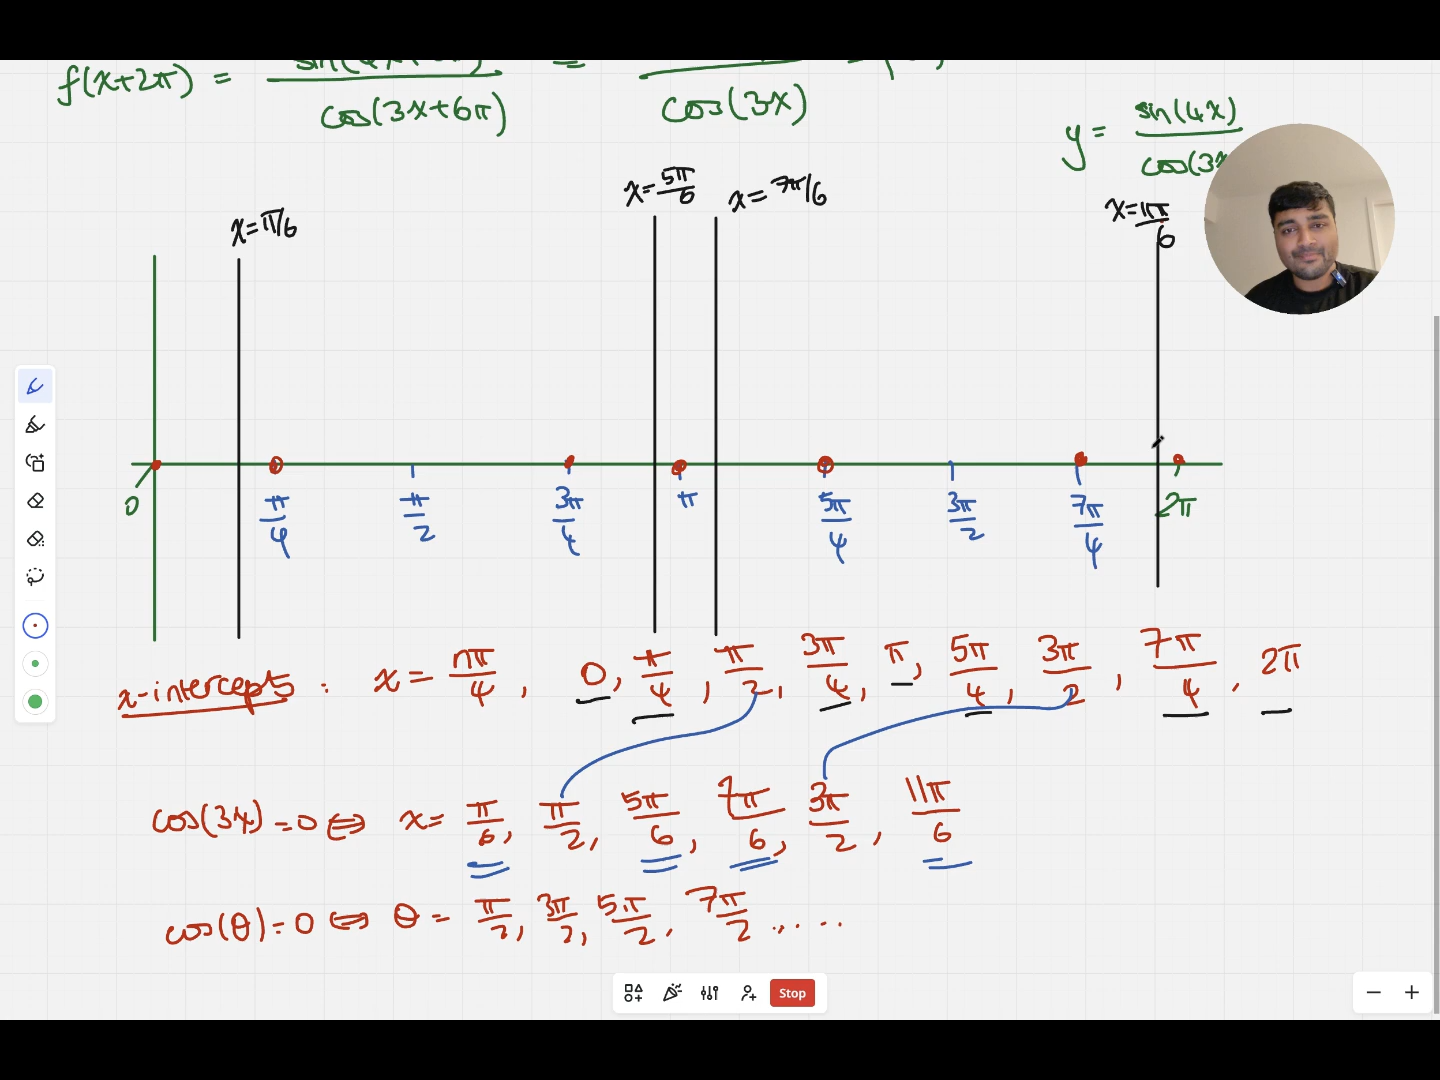 f(x+2π) = / cos(3x+6π) = / cos(3x) =
y = sin(4x) / cos(3x
x=5π/6 x=7π/6
x=π/6 x=11π/6
0 π/4 π/2 3π/4 π 5π/4 3π/2 7π/4 2π
x-intercepts: x = nπ/4, 0, π/4, π/2, 3π/4, π, 5π/4, 3π/2, 7π/4, 2π
cos(3x)=0 ⇔ x= π/6, π/2, 5π/6, 7π/6, 3π/2, 11π/6
cos(θ)=0 ⇔ θ = π/2, 3π/2, 5π/2, 7π/2, ....
Stop